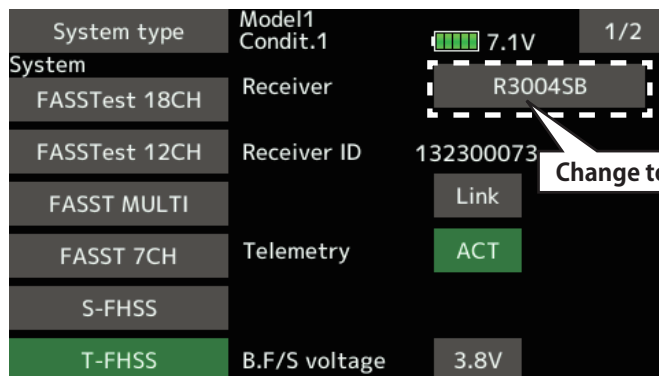 System type
Model1
Condit.1
7.1V
1/2
System
FASSTest 18CH
Receiver
R3004SB
FASSTest 12CH
Receiver ID
132300073
Change
FASST MULTI
Link
FASST 7CH
Telemetry
ACT
S-FHSS
T-FHSS
B.F/S voltage
3.8V